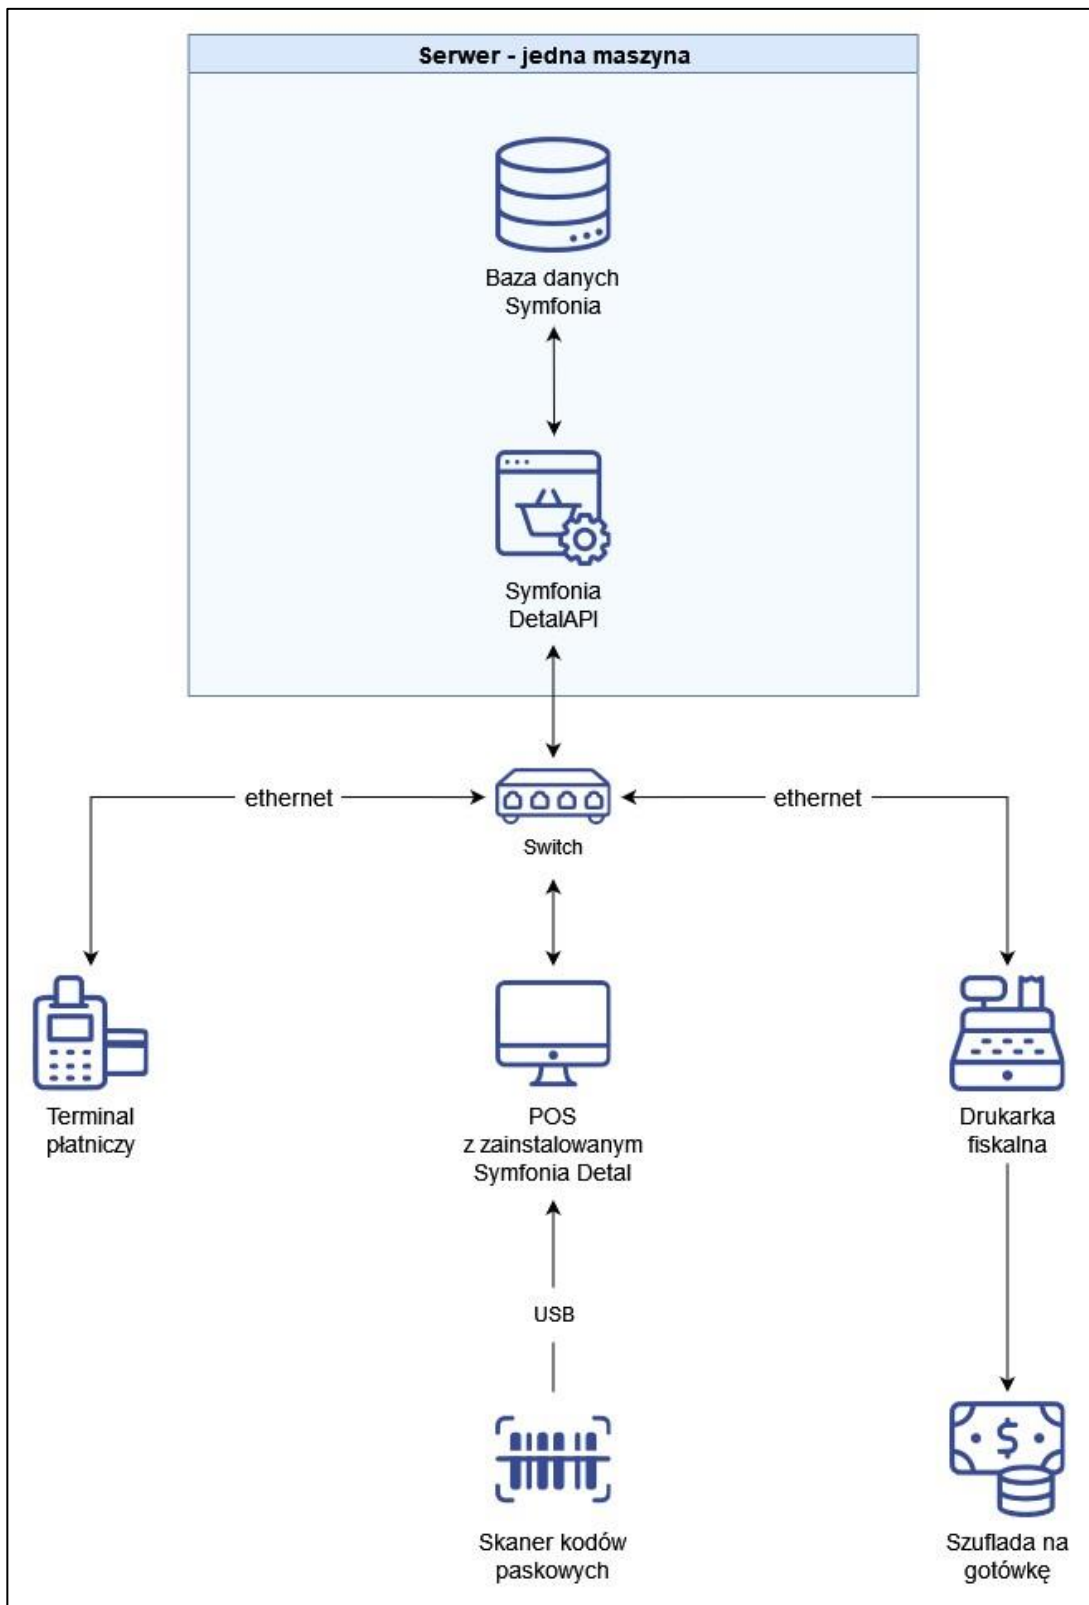 Serwer - jedna maszyna
Baza danych
Symfonia
Symfonia
DetalAPI
ethernet
ethernet
Switch
Terminal
płatniczy
POS
z zainstalowanym
Symfonia Detal
Drukarka
fiskalna
USB
$
Skaner kodów
paskowych
Szuflada na
gotówkę